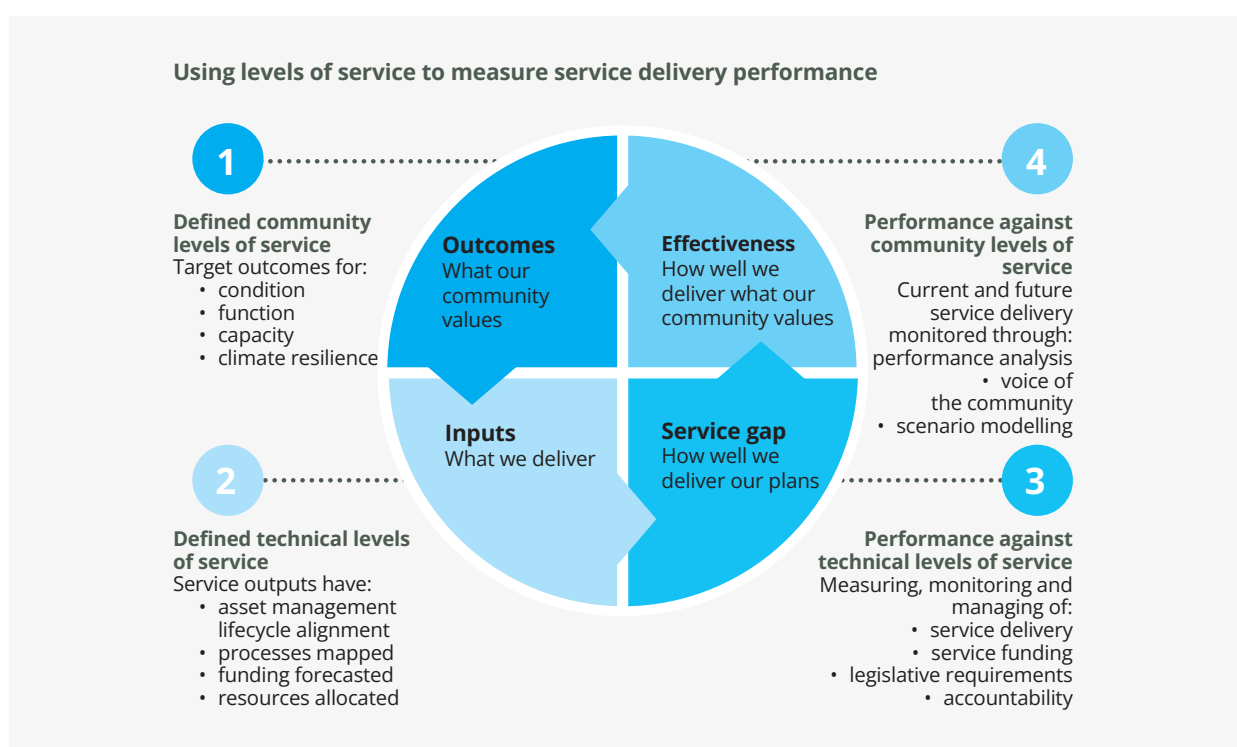 Using levels of service to measure service delivery performance
1
Defined community
levels of service
Target outcomes for:
• condition
• function
• capacity
• climate resilience
Outcomes
What our
community
values
Effectiveness
How well we
deliver what our
community values
4
Performance against
community levels of
service
Current and future
service delivery
monitored through:
performance analysis
• voice of
the community
• scenario modelling
2
Defined technical levels
of service
Service outputs have:
• asset management
lifecycle alignment
• processes mapped
• funding forecasted
• resources allocated
Inputs
What we deliver
Service gap
How well we
deliver our plans
3
Performance against
technical levels of service
Measuring, monitoring and
managing of:
• service delivery
• service funding
• legislative requirements
• accountability